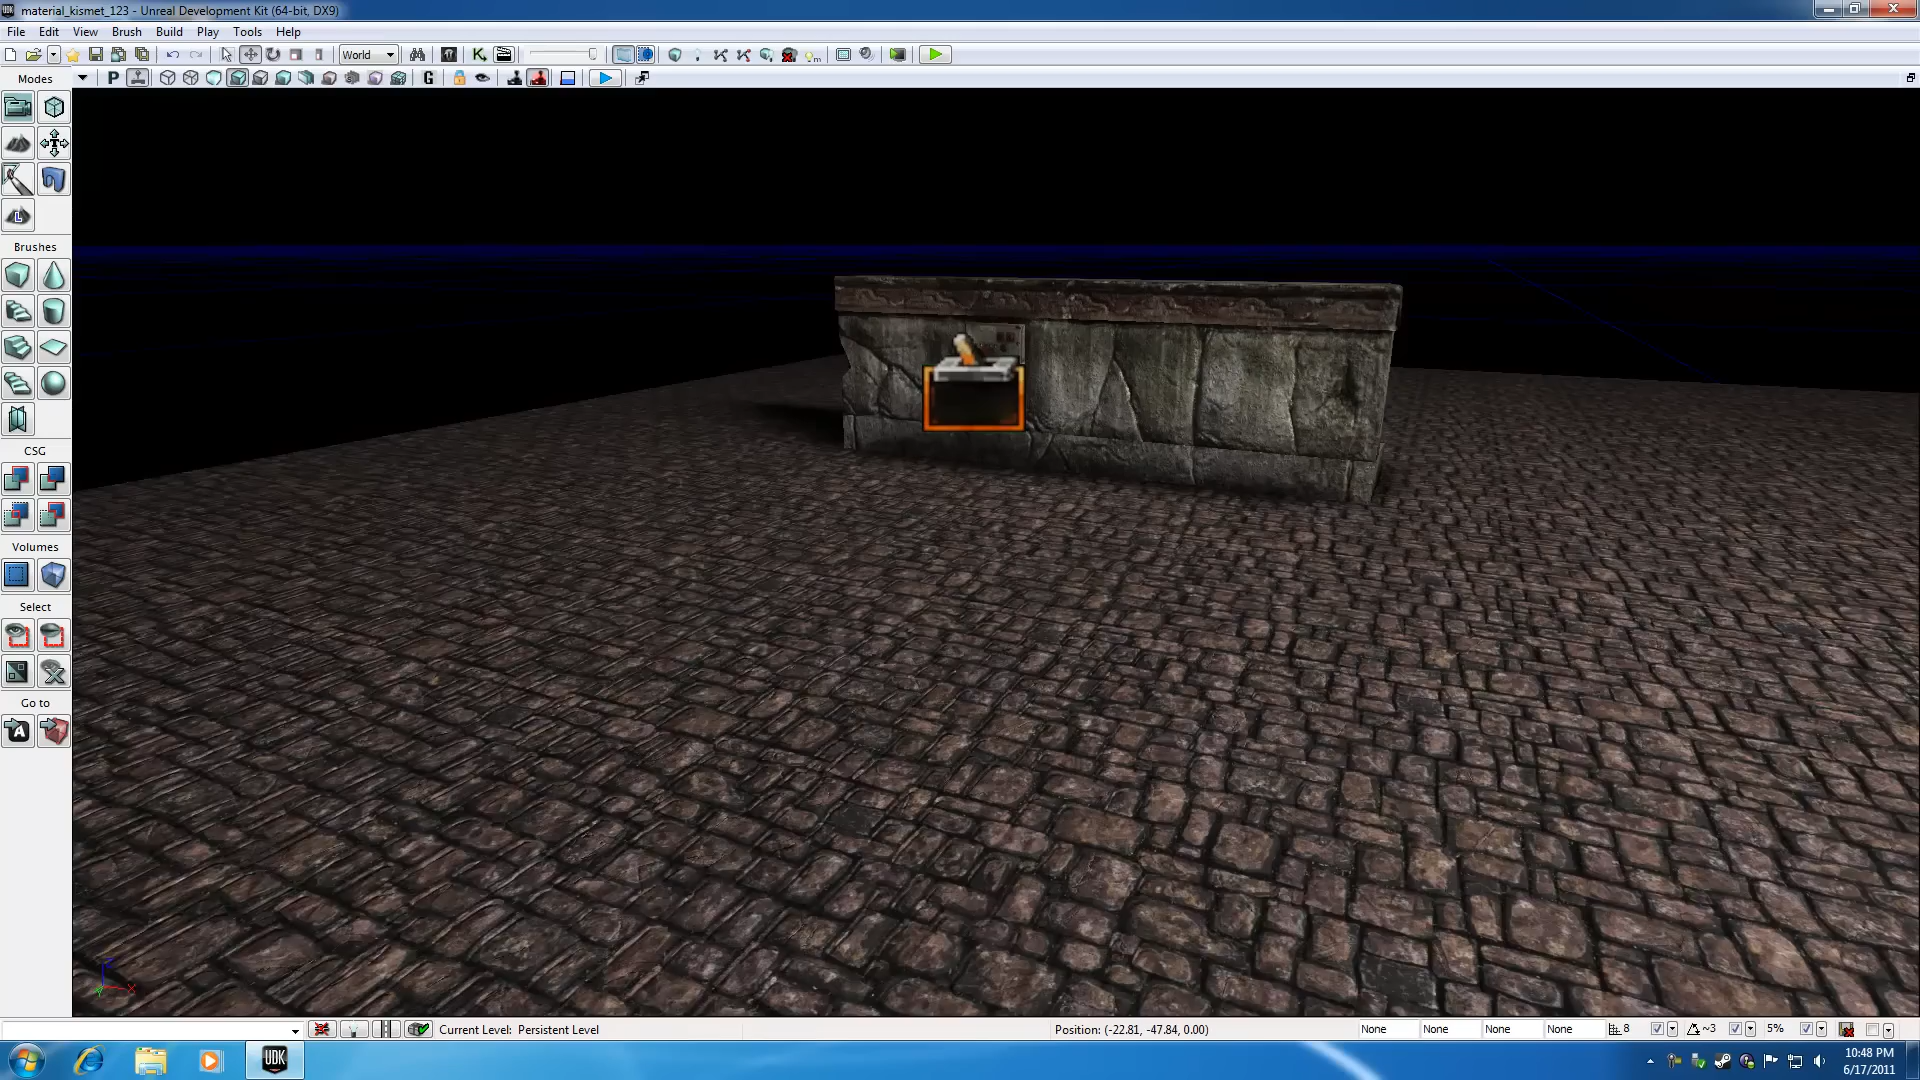 material_kismet_123 - Unreal Development Kit (64-bit, DX9)
File Edit View Brush Build Play Tools Help
World
Modes
P
G
Brushes
CSG
Volumes
Select
Go to
A
Current Level: Persistent Level
Position: (-22.81, -47.84, 0.00)
None None None None
8
~3
5%
UDK
10:48 PM
6/17/2011